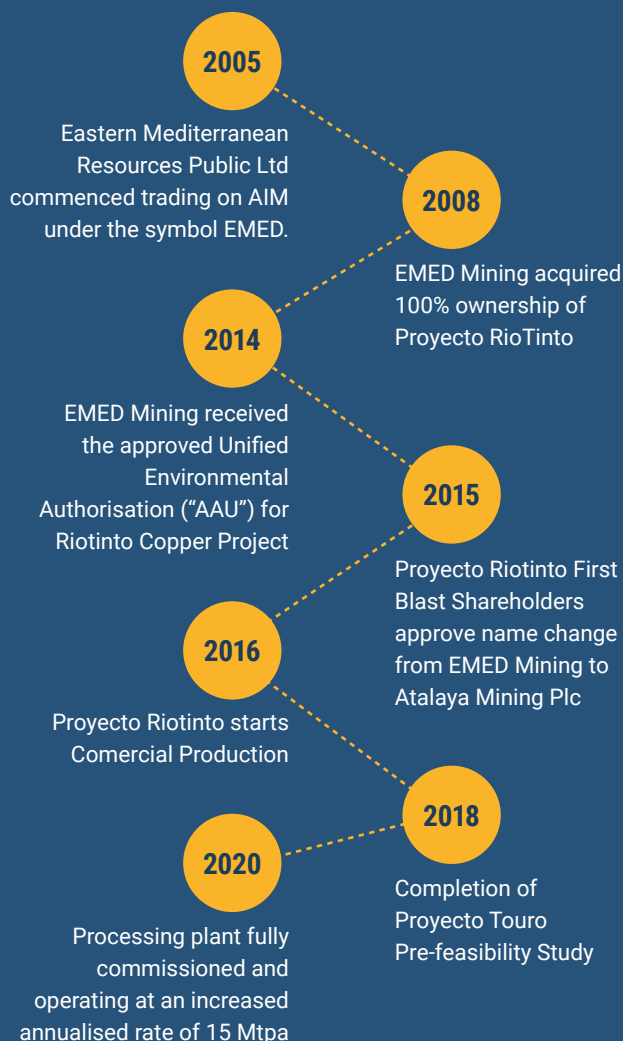 2005
Eastern Mediterranean
Resources Public Ltd
commenced trading on AIM
under the symbol EMED.
2008
EMED Mining acquired
100% ownership of
Proyecto RioTinto
2014
EMED Mining received
the approved Unified
Environmental
Authorisation (“AAU”) for
Riotinto Copper Project
2015
Proyecto Riotinto First
Blast Shareholders
approve name change
from EMED Mining to
Atalaya Mining Plc
2016
Proyecto Riotinto starts
Comercial Production
2018
Completion of
Proyecto Touro
Pre-feasibility Study
2020
Processing plant fully
commissioned and
operating at an increased
annualised rate of 15 Mtpa